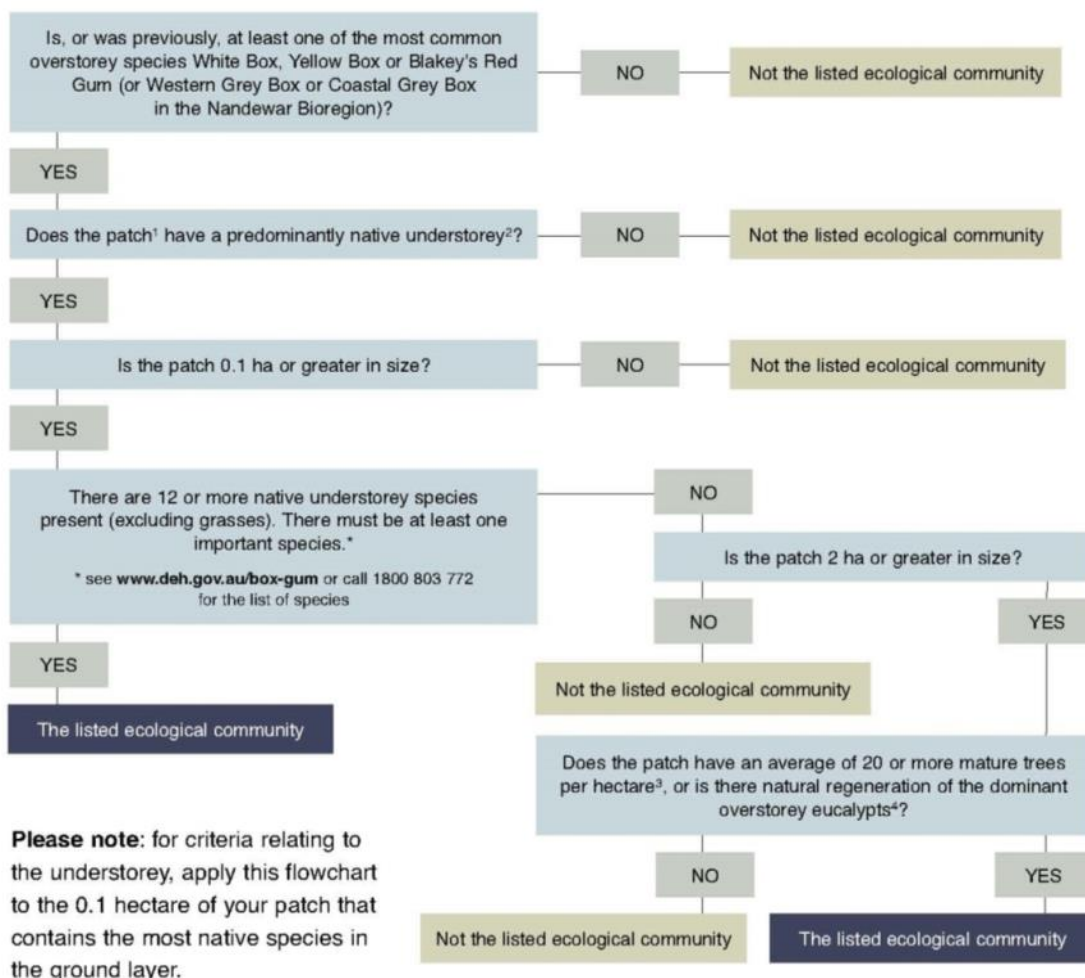 Is, or was previously, at least one of the most common
overstorey species White Box, Yellow Box or Blakey's Red
Gum (or Western Grey Box or Coastal Grey Box
in the Nandewar Bioregion)?
NO
Not the listed ecological community
YES
Does the patch¹ have a predominantly native understorey²?
NO
Not the listed ecological community
YES
Is the patch 0.1 ha or greater in size?
NO
Not the listed ecological community
YES
There are 12 or more native understorey species
present (excluding grasses). There must be at least one
important species.*
* see www.deh.gov.au/box-gum or call 1800 803 772
for the list of species
NO
Is the patch 2 ha or greater in size?
NO
YES
YES
Not the listed ecological community
The listed ecological community
Does the patch have an average of 20 or more mature trees
per hectare³, or is there natural regeneration of the dominant
overstorey eucalypts⁴?
NO
YES
Not the listed ecological community
The listed ecological community
Please note: for criteria relating to
the understorey, apply this flowchart
to the 0.1 hectare of your patch that
contains the most native species in
the ground layer.